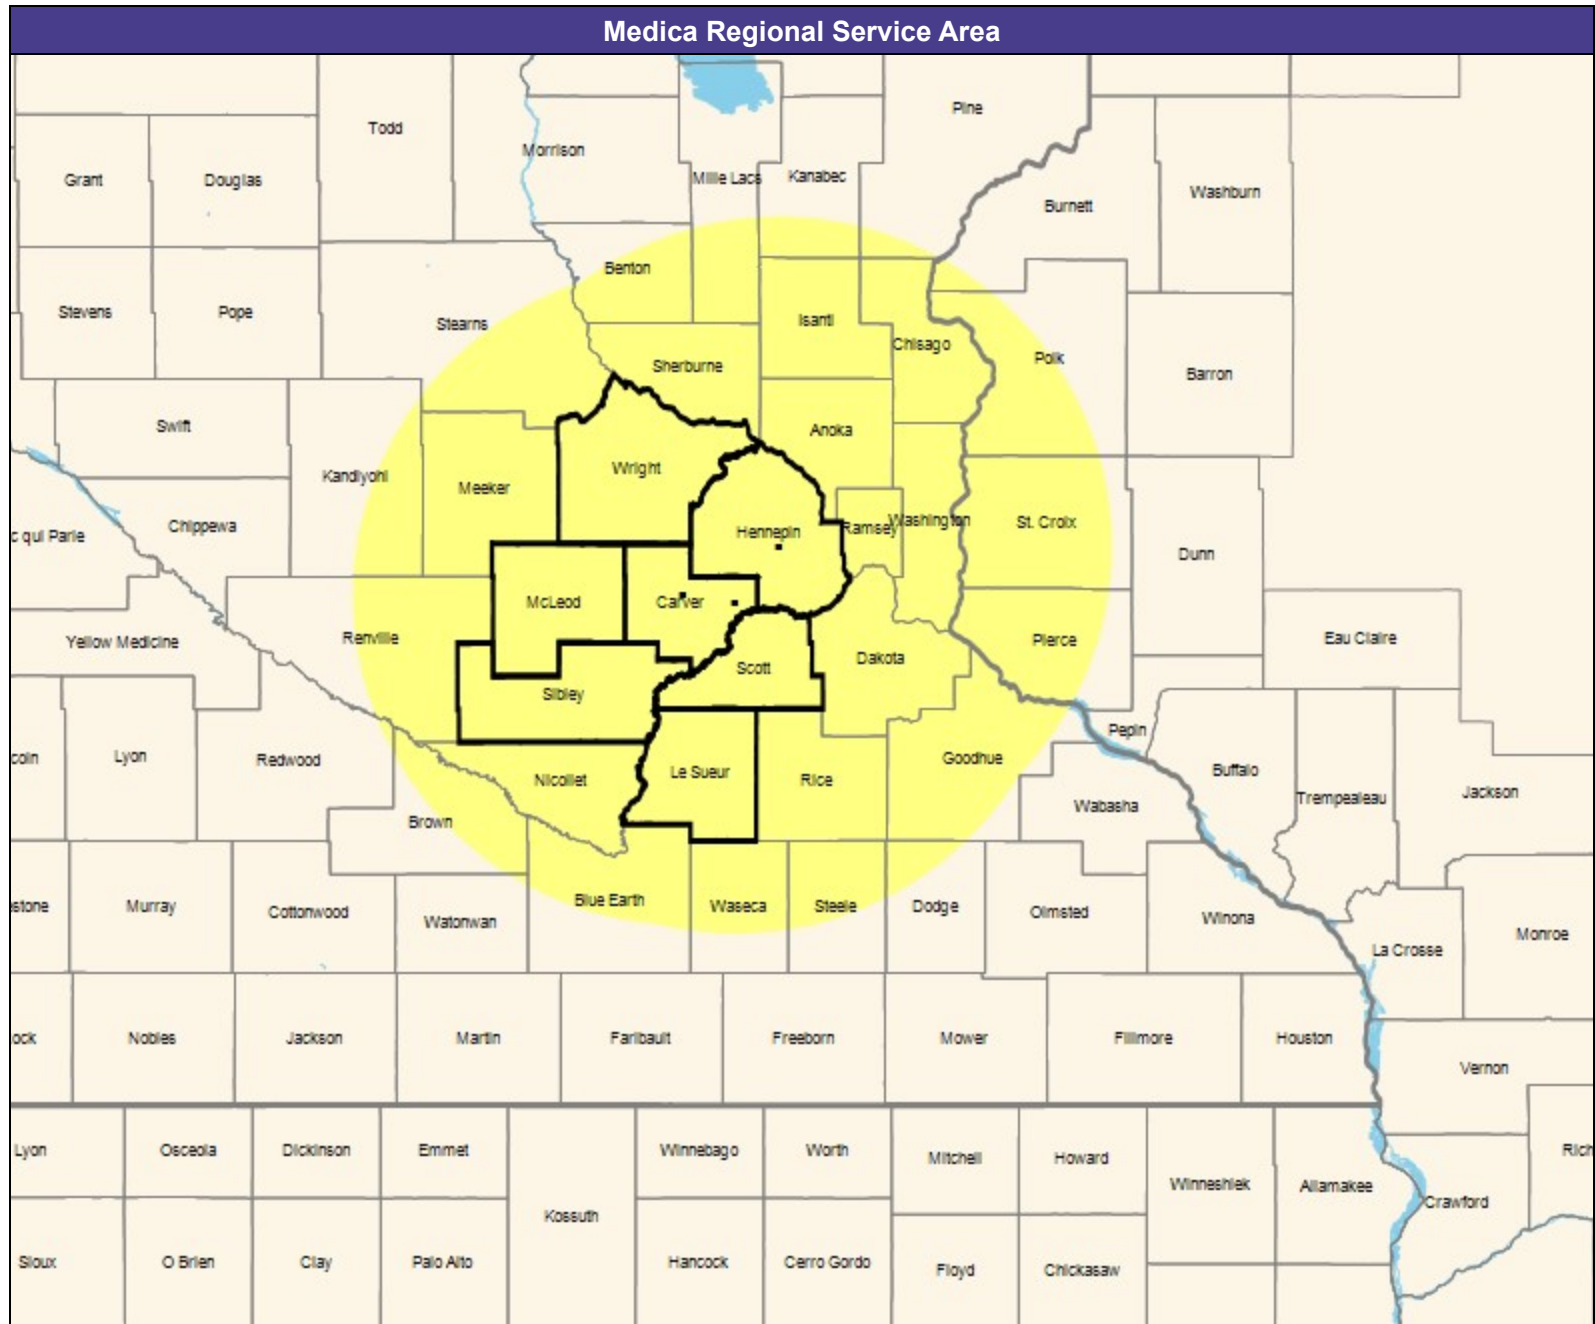 Medica Regional Service Area
Pine
Todd
Morrison
Mille Lacs
Kanabec
Grant
Douglas
Washburn
Burnett
Benton
Stevens
Pope
Stearns
Isanti
Chisago
Polk
Barron
Sherburne
Swift
Anoka
Kandiyohi
Meeker
Wright
Chippewa
c qui Parle
Hennepin
Ramsey
Washington
St. Croix
Dunn
McLeod
Carver
Yellow Medicine
Renville
Pierce
Eau Claire
Scott
Dakota
Sibley
Pepin
coln
Lyon
Redwood
Nicollet
Le Sueur
Rice
Goodhue
Buffalo
Trempealeau
Jackson
Wabasha
Brown
stone
Murray
Cottonwood
Watonwan
Blue Earth
Waseca
Steele
Dodge
Olmsted
Winona
La Crosse
Monroe
ock
Nobles
Jackson
Martin
Faribault
Freeborn
Mower
Fillmore
Houston
Vernon
Lyon
Osceola
Dickinson
Emmet
Winnebago
Worth
Mitchell
Howard
Winneshiek
Allamakee
Crawford
Rich
Kossuth
Sioux
O Brien
Clay
Palo Alto
Hancock
Cerro Gordo
Floyd
Chickasaw